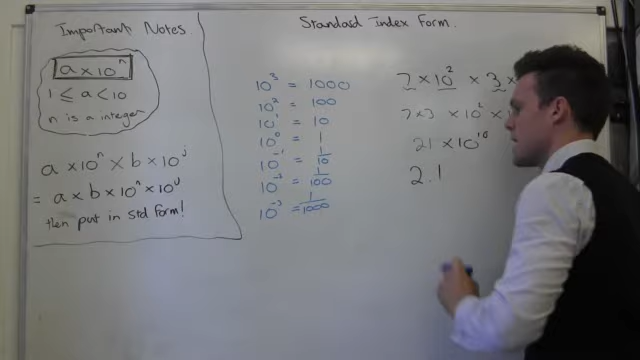 Standard Index Form.
Important Notes
a × 10ⁿ
1 ≤ a < 10
n is a integer
a × 10ⁿ × b × 10ʲ
= a × b × 10ⁿ × 10ʲ
then put in std form!
10³ = 1000
10² = 100
10¹ = 10
10⁰ = 1
10⁻¹ = 1/10
10⁻² = 1/100
10⁻³ = 1/1000
7 × 10² × 3 ×
7 × 3 × 10² ×
21 × 10¹⁰
2.1